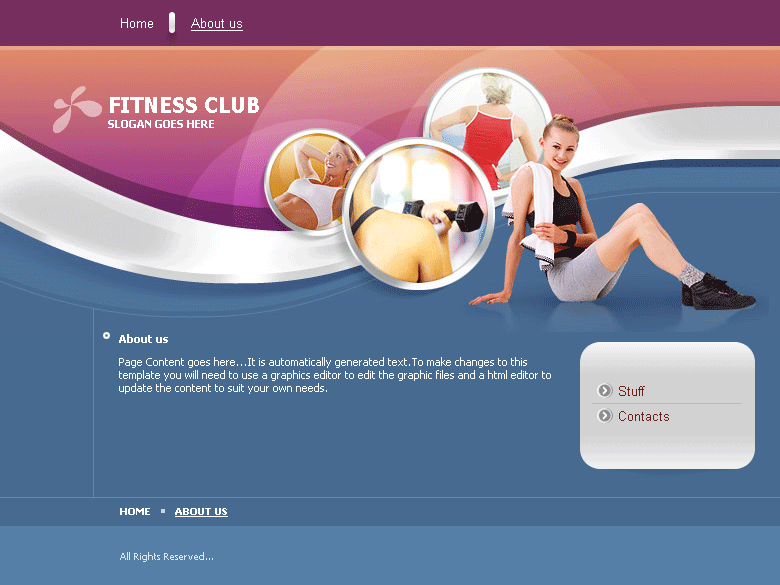 Home About us
FITNESS CLUB
SLOGAN GOES HERE
About us
Page Content goes here...It is automatically generated text.To make changes to this
template you will need to use a graphics editor to edit the graphic files and a html editor to
update the content to suit your own needs.
Stuff
Contacts
HOME ABOUT US
All Rights Reserved...